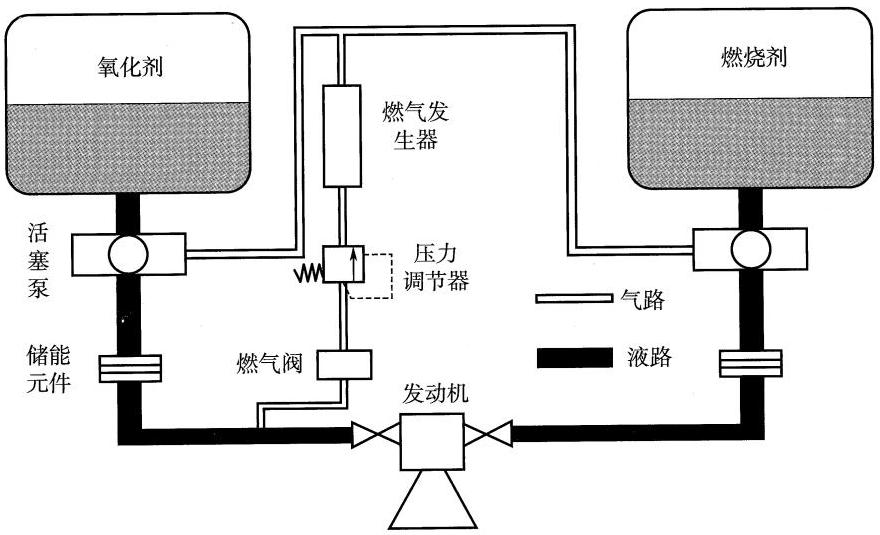 氧化剂
燃烧剂
燃气发
生器
活
塞
泵
压力
调节器
气路
储能
元件
燃气阀
液路
发动机